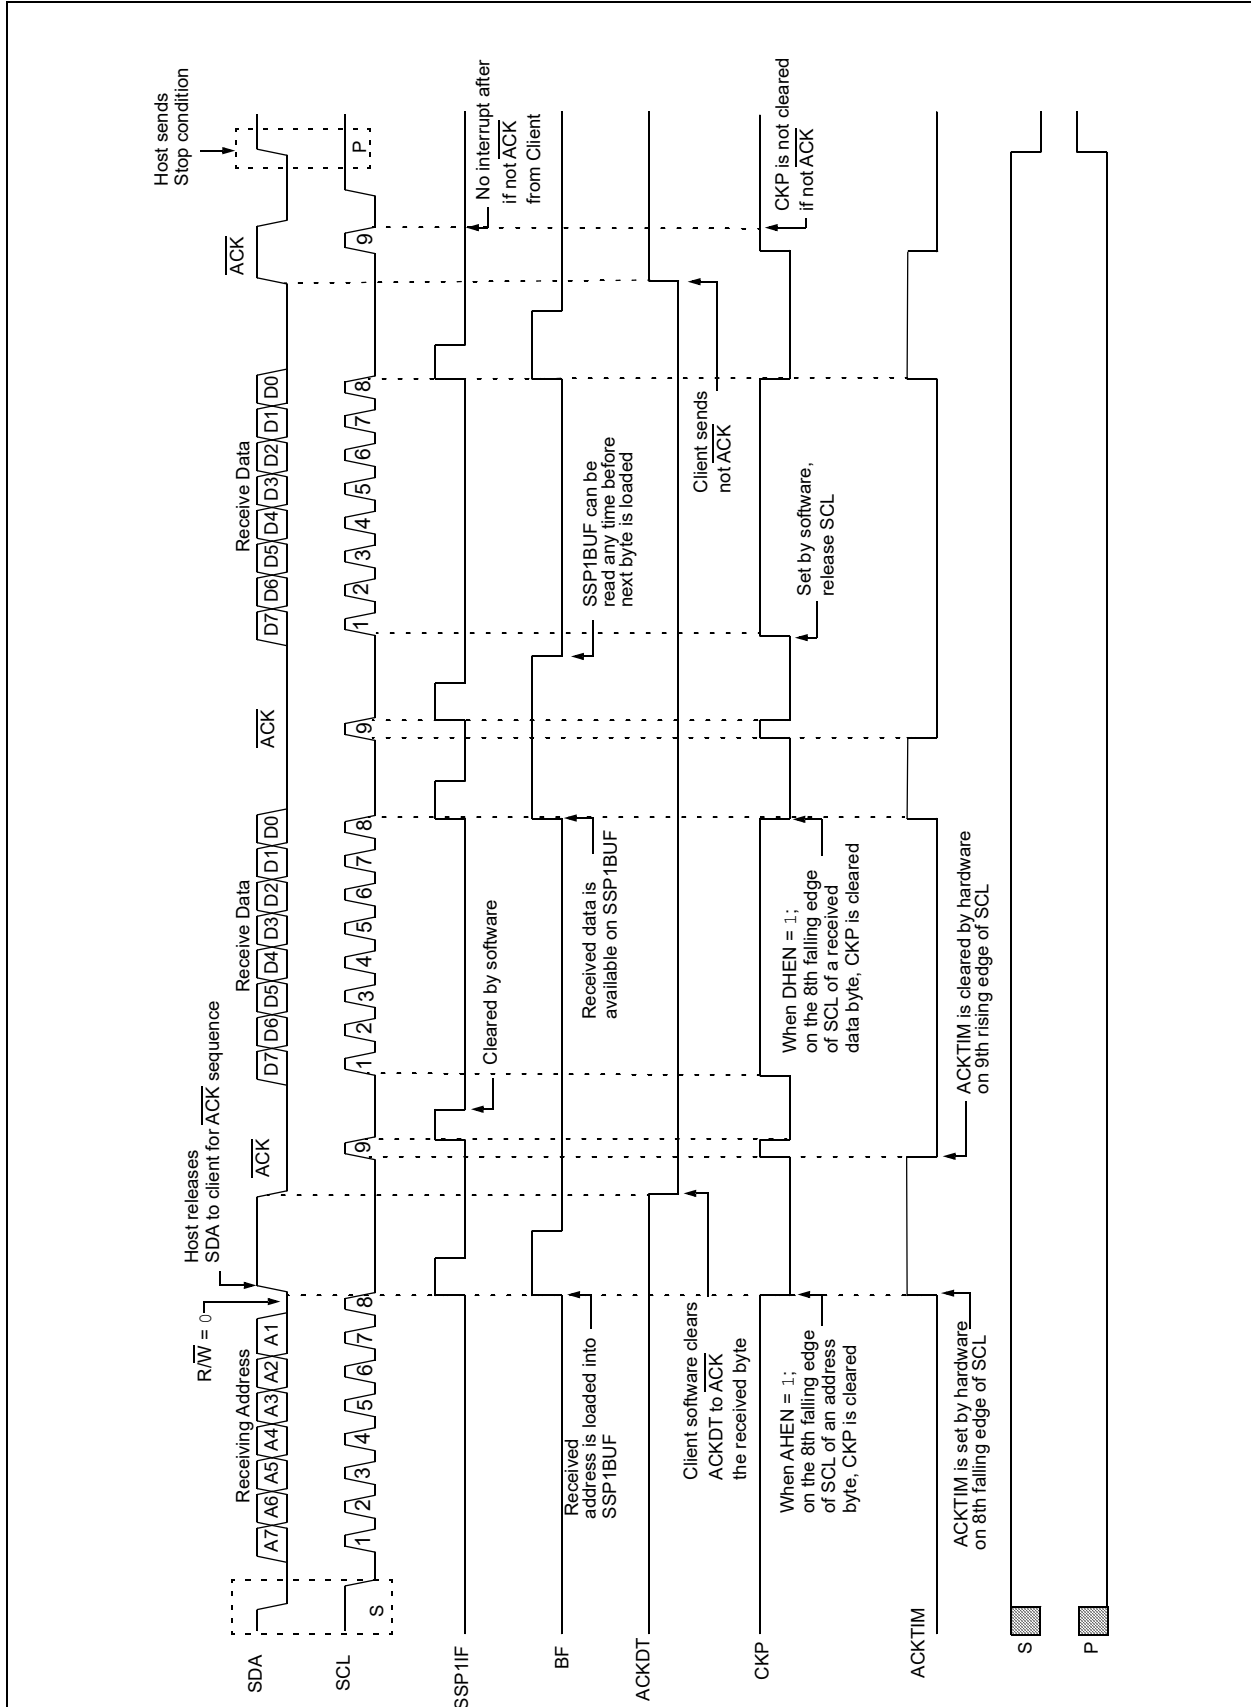 Host sends
Stop condition
Host releases
SDA to client for ACK sequence
R/W = 0
Receiving Address
ACK
Receive Data
ACK
Receive Data
ACK
SDA
A7 A6 A5 A4 A3 A2 A1
D7 D6 D5 D4 D3 D2 D1 D0
D7 D6 D5 D4 D3 D2 D1 D0
SCL
S
1 2 3 4 5 6 7 8 9
1 2 3 4 5 6 7 8 9
1 2 3 4 5 6 7 8 9
P
SSP1IF
Cleared by software
No interrupt after
if not ACK
from Client
BF
Received
address is loaded into
SSP1BUF
Received data is
available on SSP1BUF
SSP1BUF can be
read any time before
next byte is loaded
ACKDT
Client software clears
ACKDT to ACK
the received byte
Client sends
not ACK
CKP
When AHEN = 1;
on the 8th falling edge
of SCL of an address
byte, CKP is cleared
When DHEN = 1;
on the 8th falling edge
of SCL of a received
data byte, CKP is cleared
Set by software,
release SCL
CKP is not cleared
if not ACK
ACKTIM
ACKTIM is set by hardware
on 8th falling edge of SCL
ACKTIM is cleared by hardware
on 9th rising edge of SCL
S
P